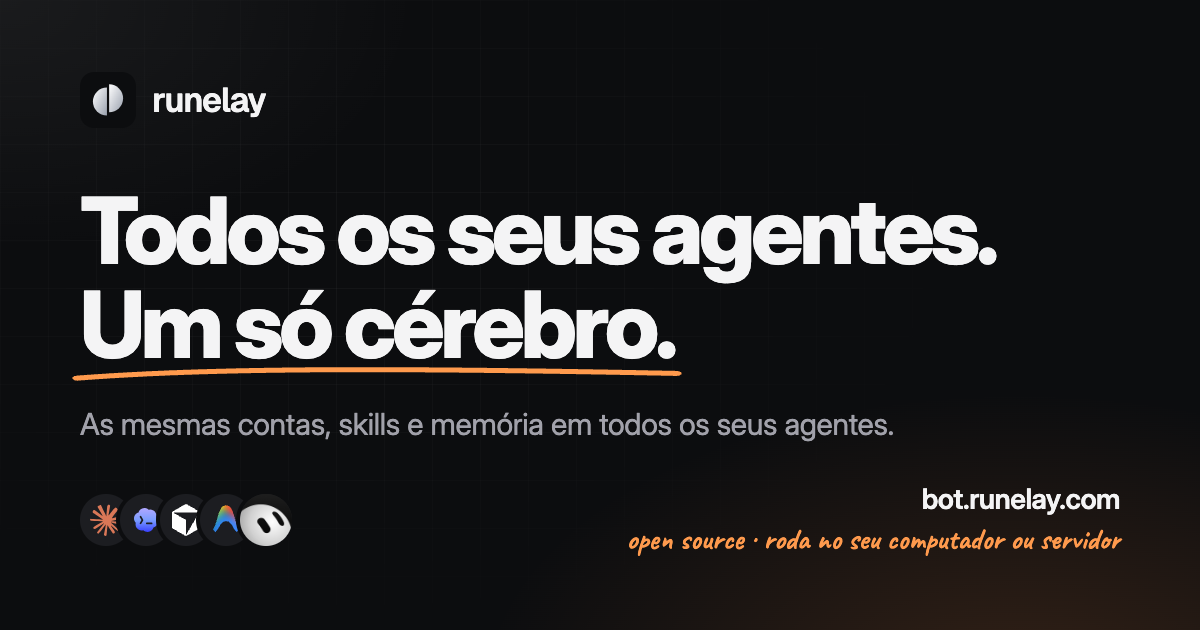 runelay
Todos os seus agentes.
Um só cérebro.
As mesmas contas, skills e memória em todos os seus agentes.
bot.runelay.com
open source · roda no seu computador ou servidor